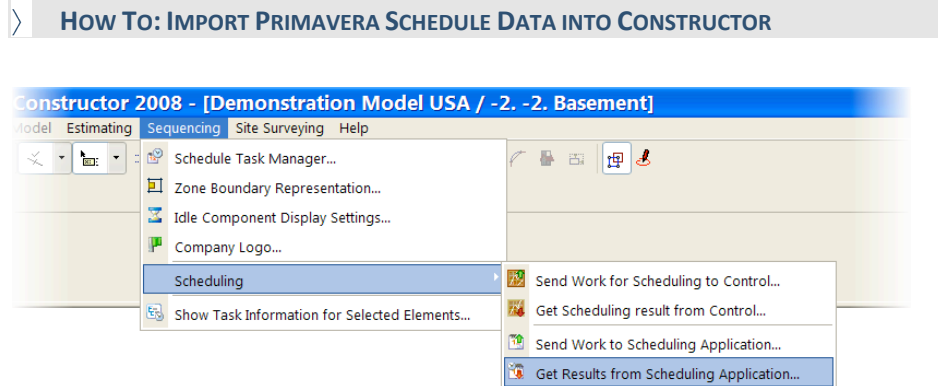 〉 HOW TO: IMPORT PRIMAVERA SCHEDULE DATA INTO CONSTRUCTOR
Constructor 2008 - [Demonstration Model USA / -2. -2. Basement]
Model Estimating Sequencing Site Surveying Help
Schedule Task Manager...
Zone Boundary Representation...
Idle Component Display Settings...
Company Logo...
Scheduling
Send Work for Scheduling to Control...
Get Scheduling result from Control...
Show Task Information for Selected Elements...
Send Work to Scheduling Application...
Get Results from Scheduling Application...